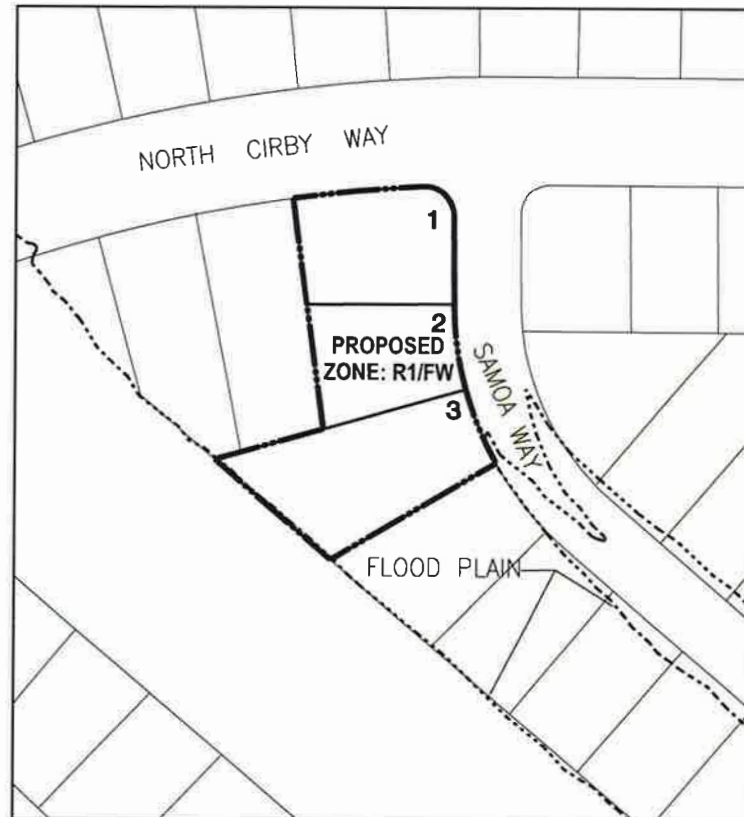 NORTH CIRBY WAY
1
2
PROPOSED
ZONE: R1/FW
SAMOA WAY
3
FLOOD PLAIN